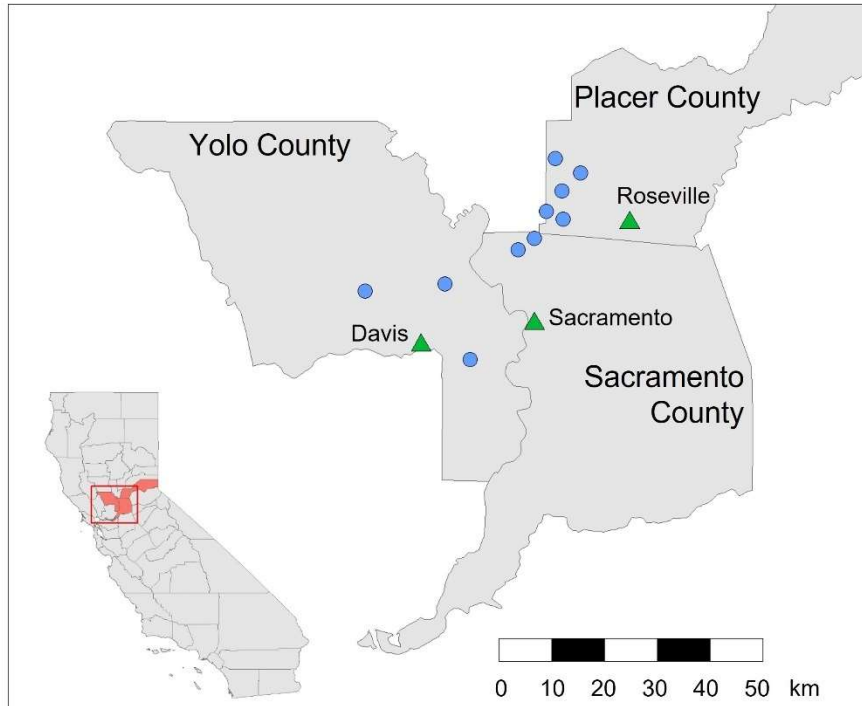 Placer County
Yolo County
Roseville
Sacramento
Davis
Sacramento
County
0 10 20 30 40 50 km